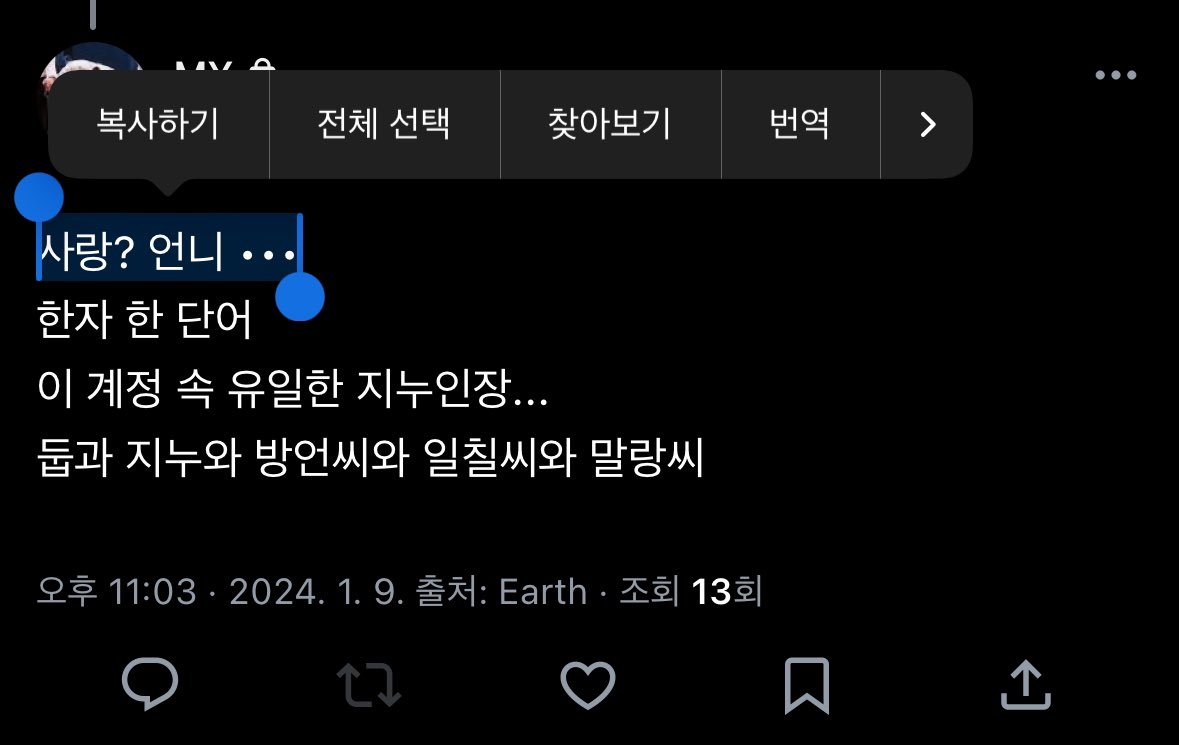 복사하기 전체 선택 찾아보기 번역
사랑? 언니 •••
한자 한 단어
이 계정 속 유일한 지누인장...
둡과 지누와 방언씨와 일칠씨와 말랑씨
오후 11:03 · 2024. 1. 9. 출처: Earth · 조회 13회